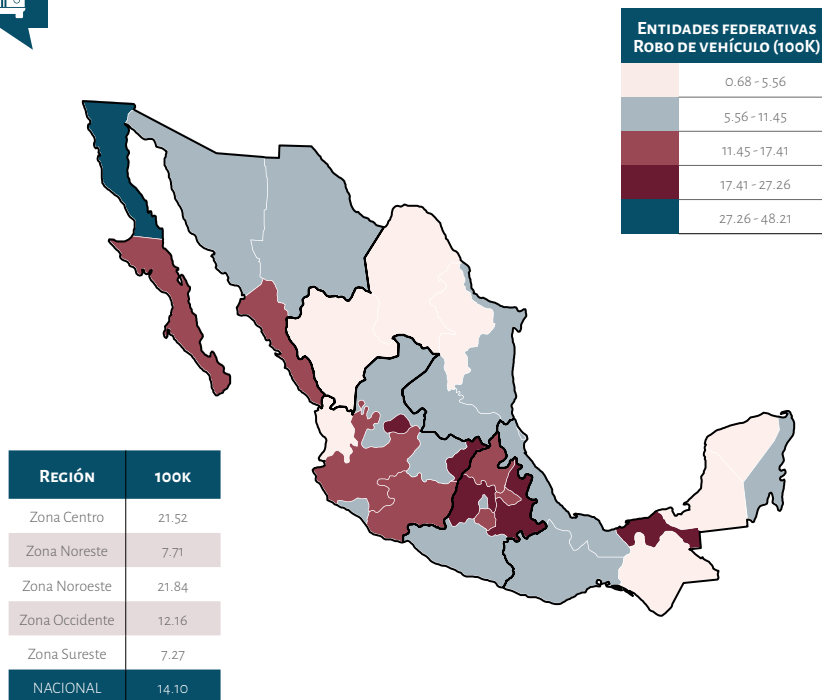 Entidades federativas
Robo de vehículo (100K)
0.68 - 5.56
5.56 - 11.45
11.45 - 17.41
17.41 - 27.26
27.26 - 48.21
Región 100K
Zona Centro 21.52
Zona Noreste 7.71
Zona Noroeste 21.84
Zona Occidente 12.16
Zona Sureste 7.27
NACIONAL 14.10